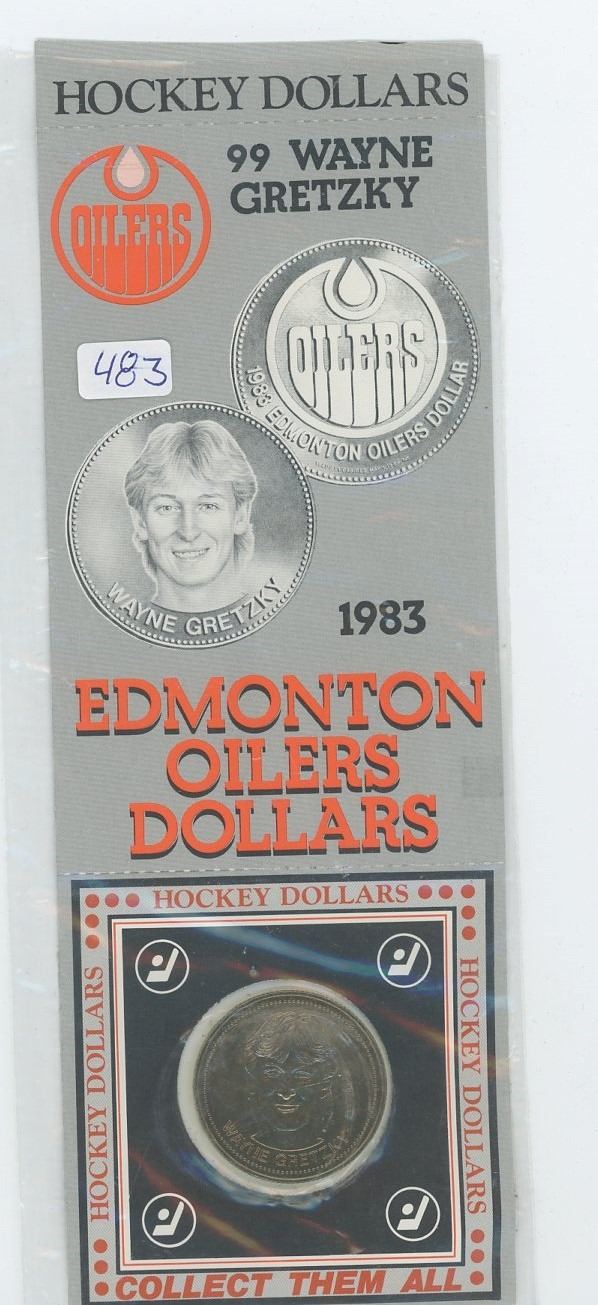 HOCKEY DOLLARS
99 WAYNE
GRETZKY
OILERS
OILERS
1983 EDMONTON OILERS DOLLAR
483
WAYNE GRETZKY
1983
EDMONTON
OILERS
DOLLARS
HOCKEY DOLLARS
HOCKEY DOLLARS
HOCKEY DOLLARS
WAYNE GRETZKY
COLLECT THEM ALL